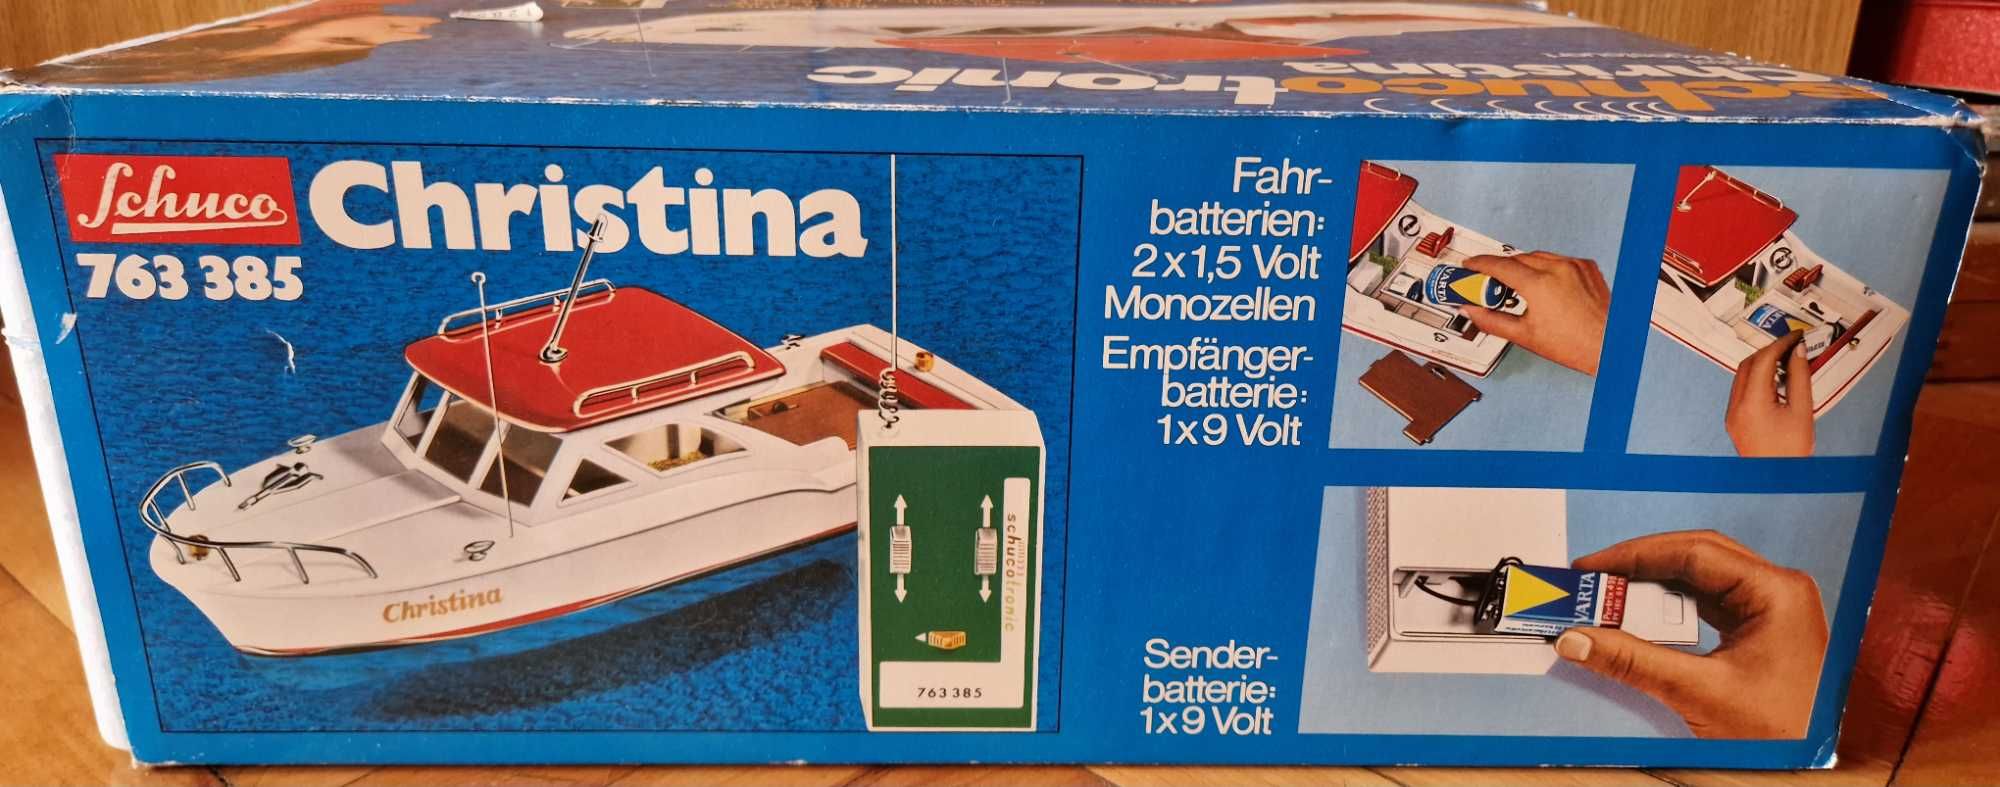 schucotronic
Christina
Schuco
Christina
763 385
Christina
schucotronic
763 385
Fahr-
batterien:
2x1,5 Volt
Monozellen
Empfänger-
batterie:
1x9 Volt
VARTA
VARTA
Sender-
batterie:
1x9 Volt
VARTA